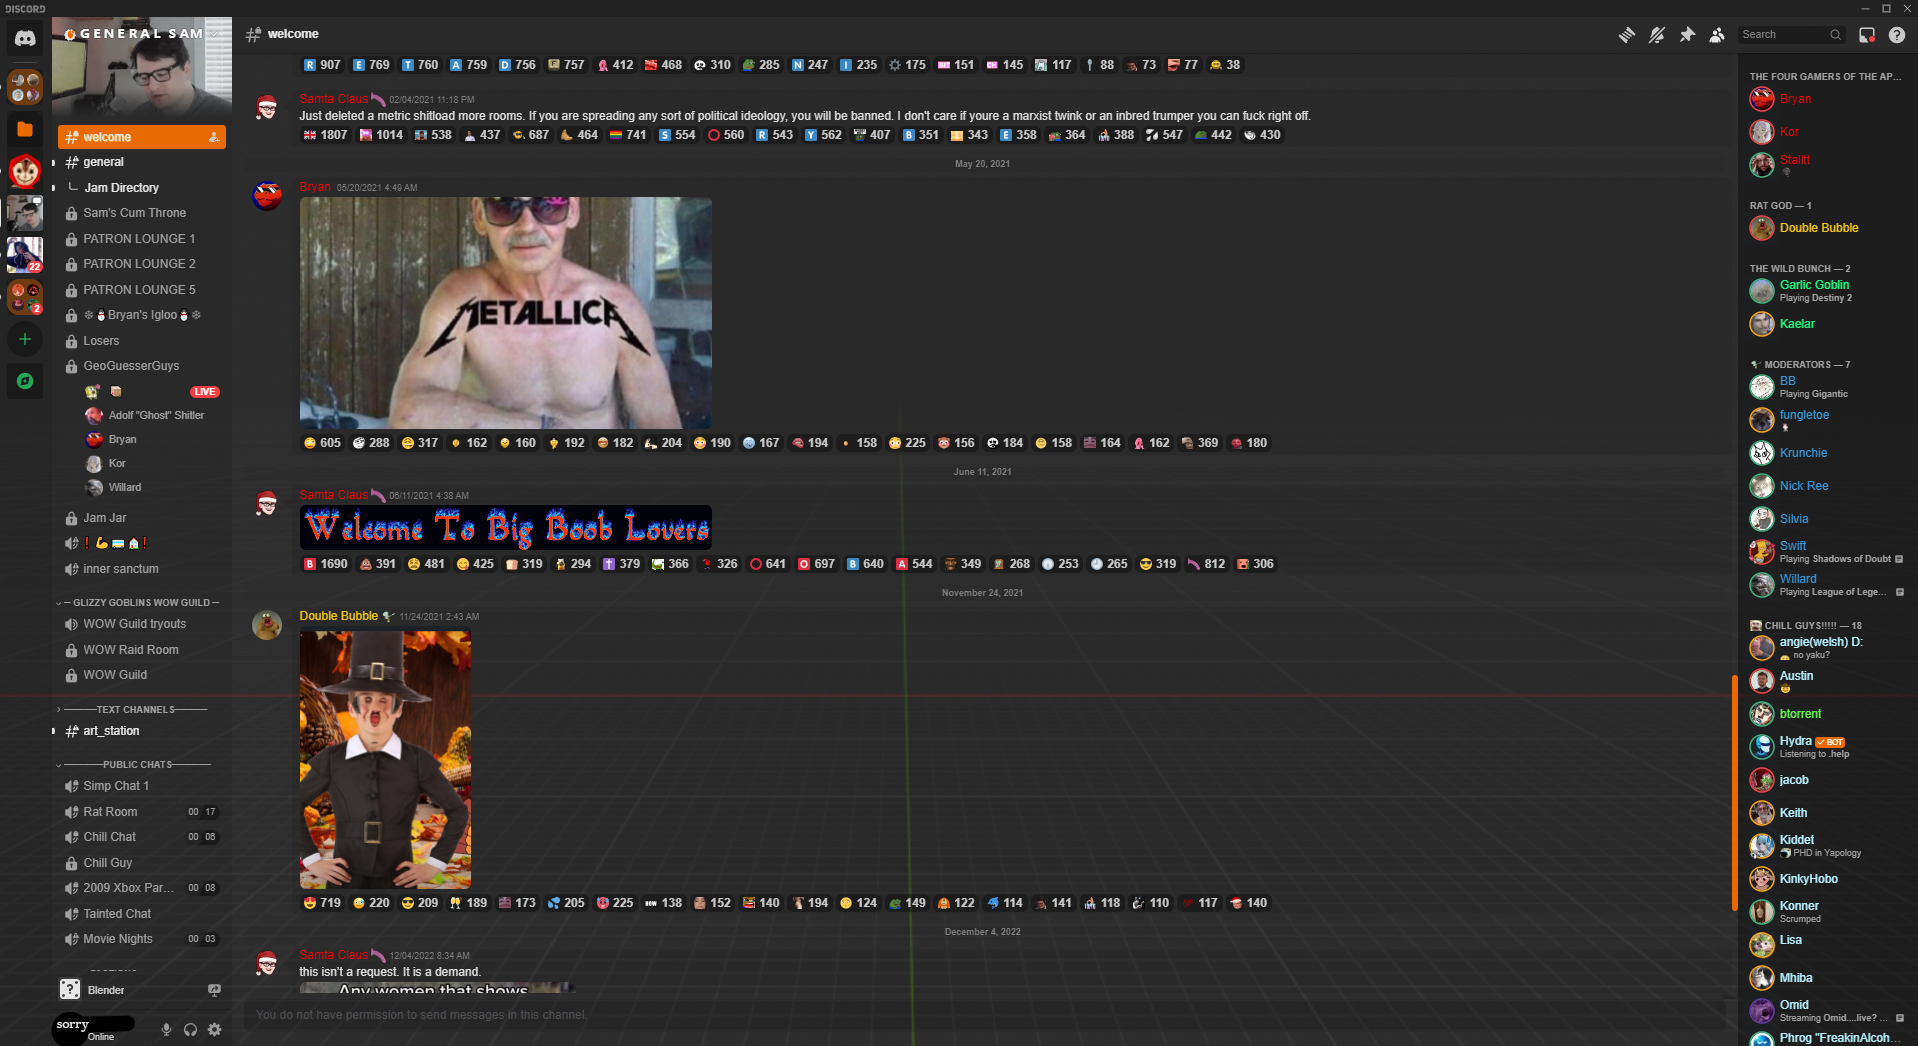 DISCORD
GENERAL SAM
welcome
general
Jam Directory
Sam's Cum Throne
PATRON LOUNGE 1
PATRON LOUNGE 2
PATRON LOUNGE 5
Bryan's Igloo
Losers
GeoGuesserGuys
LIVE
Adolf "Ghost" Shitler
Bryan
Kor
Willard
Jam Jar
inner sanctum
— GLIZZY GOBLINS WOW GUILD —
WOW Guild tryouts
WOW Raid Room
WOW Guild
———TEXT CHANNELS———
art_station
————PUBLIC CHATS————
Simp Chat 1
Rat Room 00 17
Chill Chat 00 06
Chill Guy
2009 Xbox Par... 00 08
Tainted Chat
Movie Nights 00 03
22
2
Blender
sorry
Online
welcome
Search
R 907 E 769 T 760 A 759 D 756 757 412 468 310 285 N 247 I 235 175 151 145 117 88 73 77 38
Samta Claus 02/04/2021 11:18 PM
Just deleted a metric shitload more rooms. If you are spreading any sort of political ideology, you will be banned. I don't care if youre a marxist twink or an inbred trumper you can fuck right off.
1807 1014 538 437 687 464 741 S 554 560 R 543 Y 562 407 B 351 343 E 358 364 388 547 442 430
May 20, 2021
Bryan 05/20/2021 4:49 AM
METALLICA
605 288 317 162 160 192 182 204 190 167 194 158 225 156 184 158 164 162 369 180
June 11, 2021
Samta Claus 06/11/2021 4:38 AM
Welcome To Big Boob Lovers
B 1690 391 481 425 319 294 379 366 326 641 O 697 B 640 A 544 349 268 253 265 319 812 306
November 24, 2021
Double Bubble 11/24/2021 2:43 AM
719 220 209 189 173 205 225 138 152 140 194 124 149 122 114 141 118 110 117 140
December 4, 2022
Samta Claus 12/04/2022 8:34 AM
this isn't a request. It is a demand.
Any women that shows
You do not have permission to send messages in this channel.
THE FOUR GAMERS OF THE AP...
Bryan
Kor
Stalitt
RAT GOD — 1
Double Bubble
THE WILD BUNCH — 2
Garlic Goblin
Playing Destiny 2
Kaelar
MODERATORS — 7
BB
Playing Gigantic
fungletoe
Krunchie
Nick Ree
Silvia
Swift
Playing Shadows of Doubt
Willard
Playing League of Lege...
CHILL GUYS!!!!! — 18
angie(welsh) D:
no yaku?
Austin
btorrent
Hydra BOT
Listening to .help
jacob
Keith
Kiddet
PHD in Yapology
KinkyHobo
Konner
Scrumped
Lisa
Mhiba
Omid
Streaming Omid....live? ...
Phrog "FreakinAlcoh...